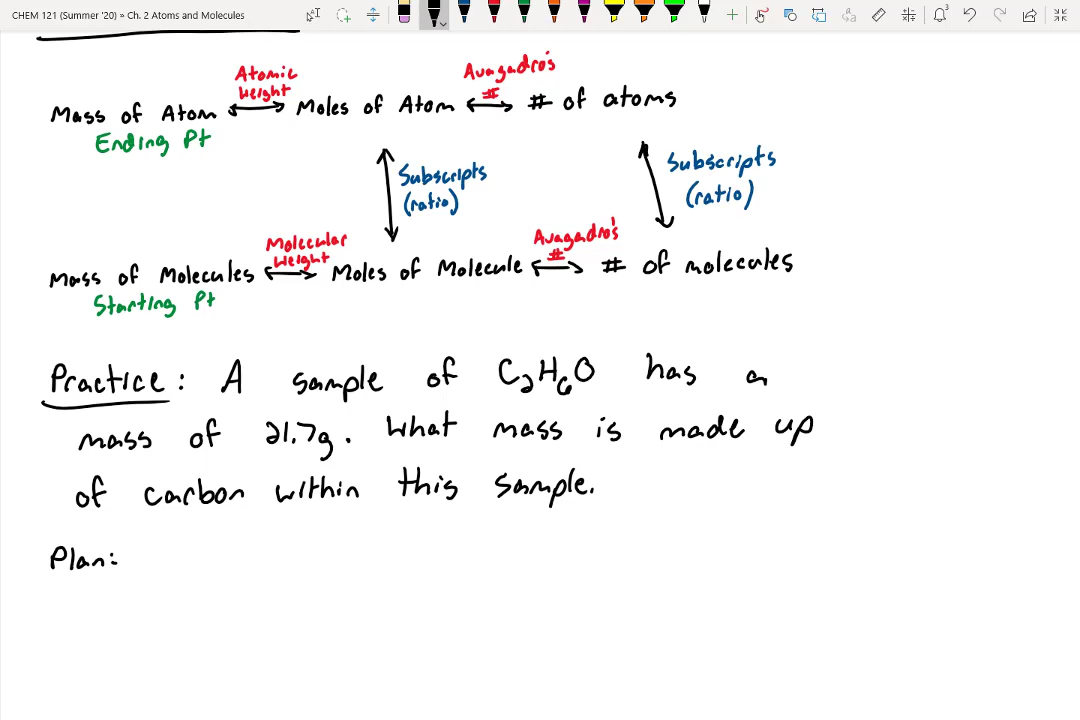 CHEM 121 (Summer '20) » Ch. 2 Atoms and Molecules
Atomic Weight
Avagadro's #
Mass of Atom ↔ Moles of Atom ↔ # of atoms
Ending Pt
Subscripts (ratio)
Subscripts (ratio)
Molecular Weight
Avagadro's #
Mass of Molecules ↔ Moles of Molecule ↔ # of molecules
Starting Pt
Practice: A sample of C₂H₆O has a
mass of 21.7g. What mass is made up
of carbon within this sample.
Plan: